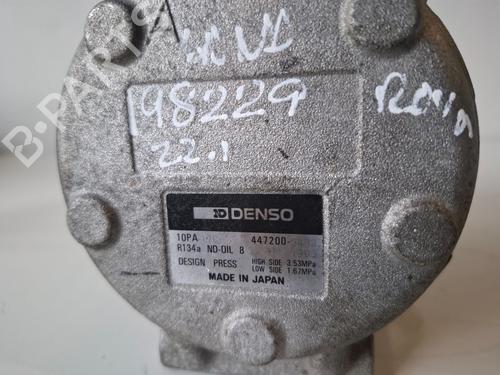 98229
22.1
DENSO
10PA 447200-
R134a ND-OIL 8
DESIGN PRESS HIGH SIDE 3.53MPa
LOW SIDE 1.67MPa
MADE IN JAPAN
B-PARTS